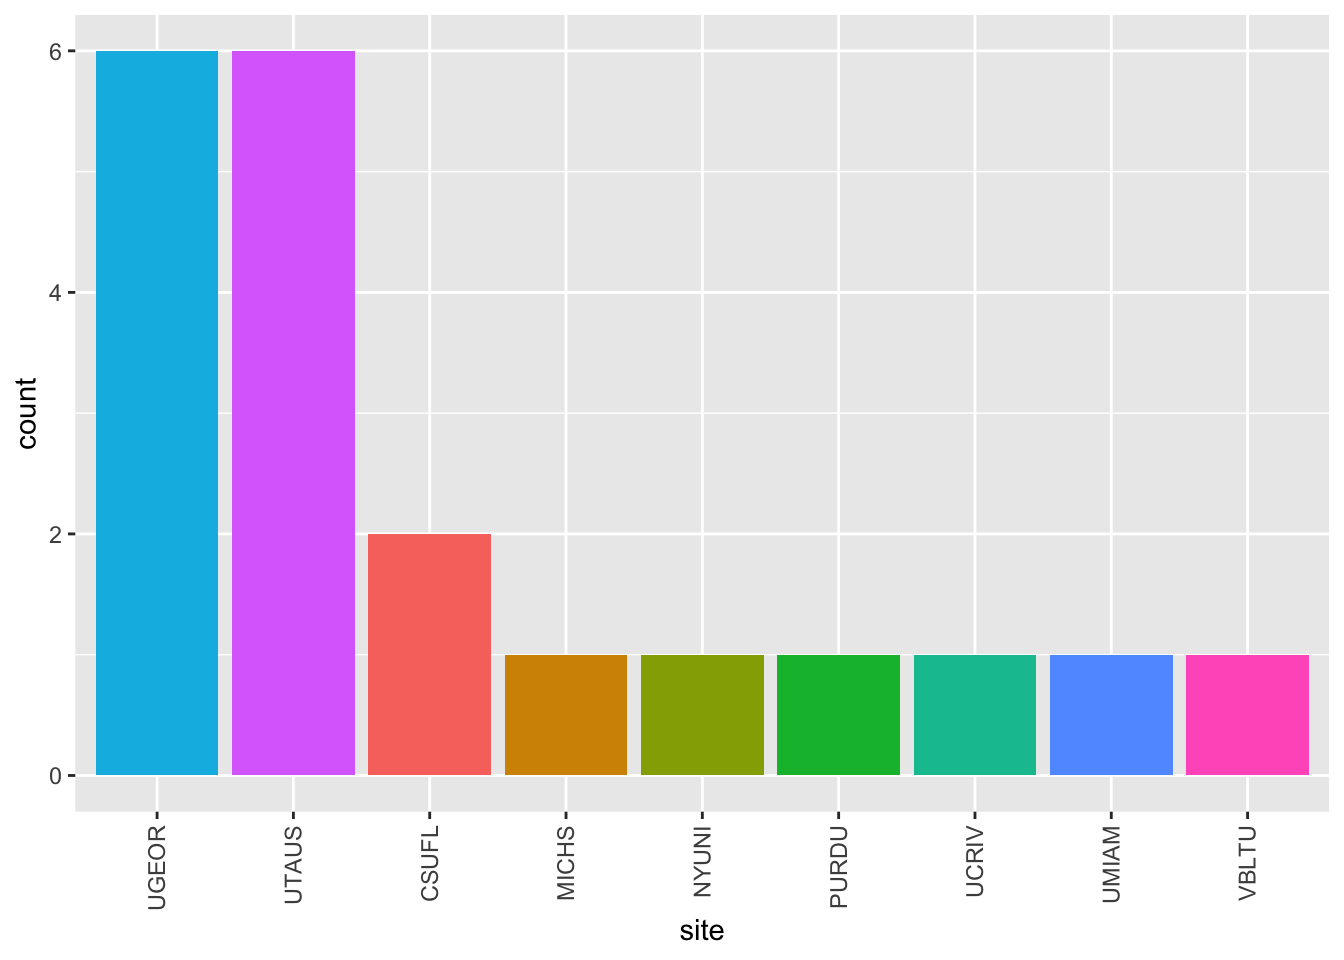 6
4
2
0
count
UGEOR
UTAUS
CSUFL
MICHS
NYUNI
PURDU
UCRIV
UMIAM
VBLTU
site